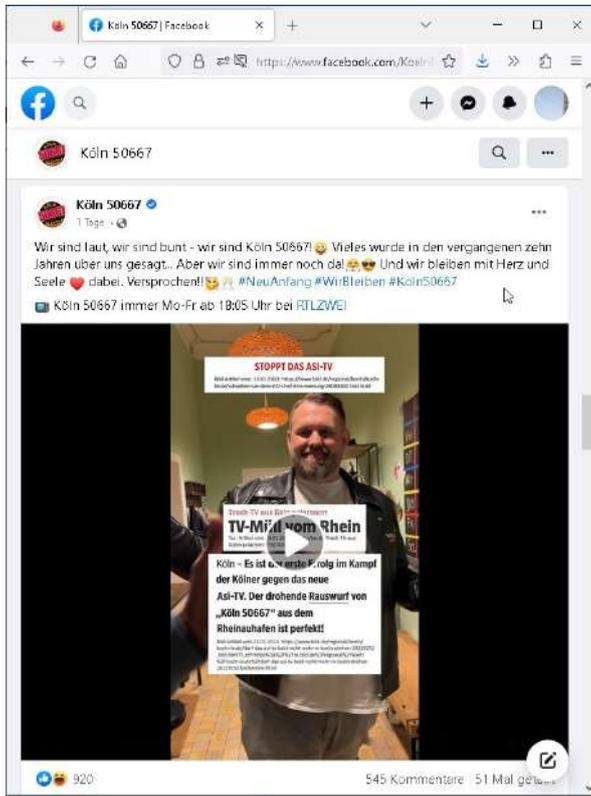 Köln 50667 | Facebook
https://www.facebook.com/Koeln
Köln 50667
Köln 50667
1 Tage
Wir sind laut, wir sind bunt - wir sind Köln 50667! Vieles wurde in den vergangenen zehn
Jahren über uns gesagt.. Aber wir sind immer noch da! Und wir bleiben mit Herz und
Seele dabei. Versprochen!! #NeuAnfang #WirBleiben #Köln50667
Köln 50667 immer Mo-Fr ab 18:05 Uhr bei RTLZWEI
STOPPT DAS ASI-TV
Trash-TV aus Köln
TV-Müll vom Rhein
Köln – Es ist der erste Erfolg im Kampf
der Kölner gegen das neue
Asi-TV. Der drohende Rauswurf von
„Köln 50667“ aus dem
Rheinauhafen ist perfekt!
920
545 Kommentare 51 Mal